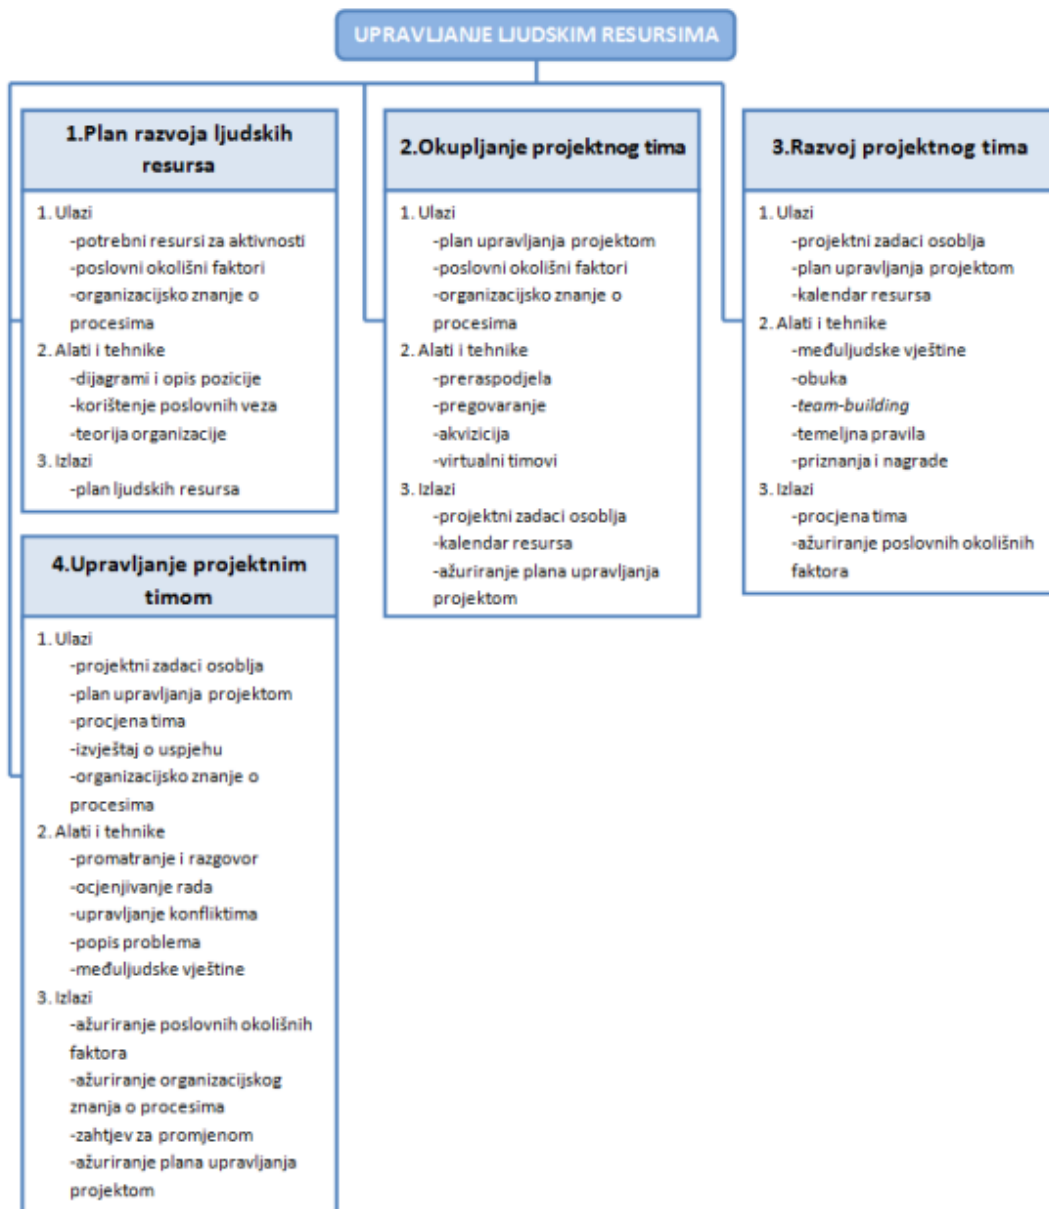 UPRAVLJANJE LJUDSKIM RESURSIMA
1.Plan razvoja ljudskih
resursa
1. Ulazi
-potrebni resursi za aktivnosti
-poslovni okolišni faktori
-organizacijsko znanje o
procesima
2. Alati i tehnike
-dijagrami i opis pozicije
-korištenje poslovnih veza
-teorija organizacije
3. Izlazi
-plan ljudskih resursa
2.Okupljanje projektnog tima
1. Ulazi
-plan upravljanja projektom
-poslovni okolišni faktori
-organizacijsko znanje o
procesima
2. Alati i tehnike
-preraspodjela
-pregovaranje
-akvizicija
-virtualni timovi
3. Izlazi
-projektni zadaci osoblja
-kalendar resursa
-ažuriranje plana upravljanja
projektom
3.Razvoj projektnog tima
1. Ulazi
-projektni zadaci osoblja
-plan upravljanja projektom
-kalendar resursa
2. Alati i tehnike
-međuljudske vještine
-obuka
-team-building
-temeljna pravila
-priznanja i nagrade
3. Izlazi
-procjena tima
-ažuriranje poslovnih okolišnih
faktora
4.Upravljanje projektnim
timom
1. Ulazi
-projektni zadaci osoblja
-plan upravljanja projektom
-procjena tima
-izvještaj o uspjehu
-organizacijsko znanje o
procesima
2. Alati i tehnike
-promatranje i razgovor
-ocjenjivanje rada
-upravljanje konfliktima
-popis problema
-međuljudske vještine
3. Izlazi
-ažuriranje poslovnih okolišnih
faktora
-ažuriranje organizacijskog
znanja o procesima
-zahtjev za promjenom
-ažuriranje plana upravljanja
projektom